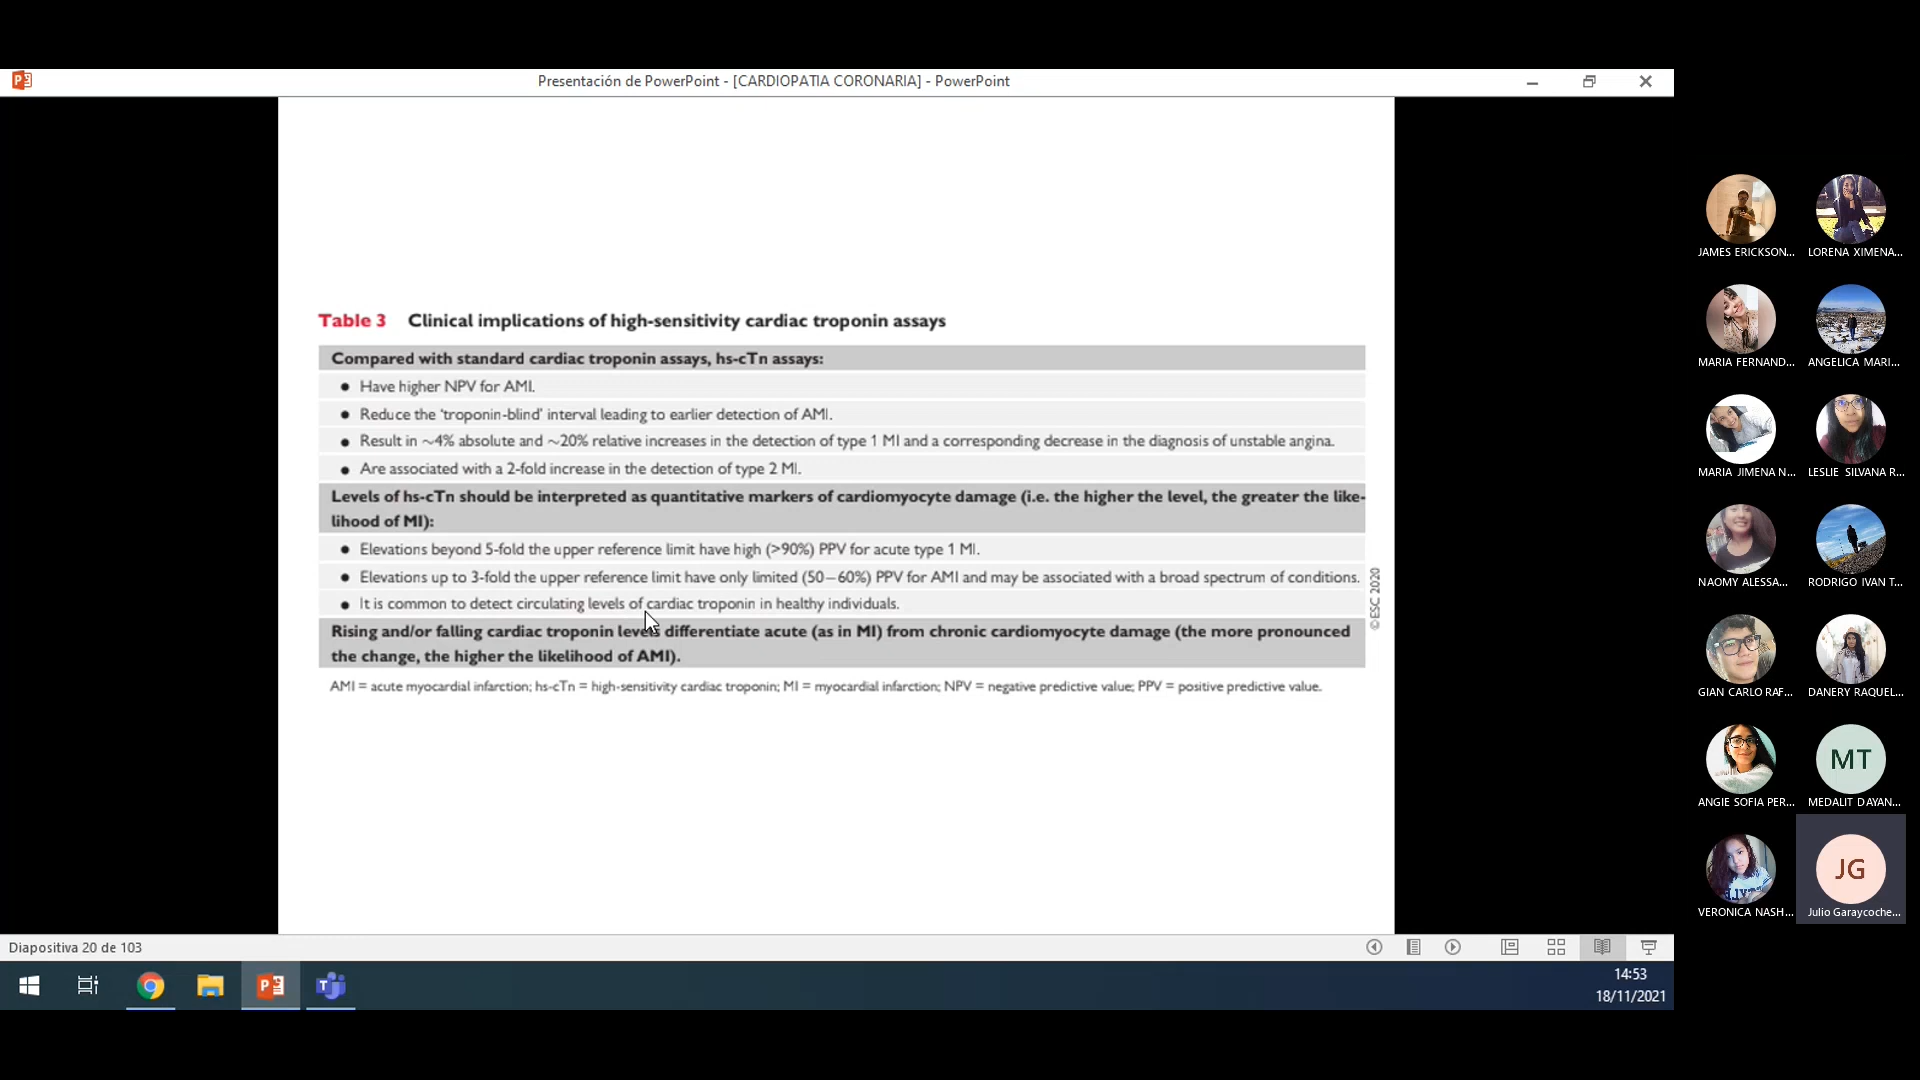 Presentación de PowerPoint - [CARDIOPATIA CORONARIA] - PowerPoint
Table 3 Clinical implications of high-sensitivity cardiac troponin assays
Compared with standard cardiac troponin assays, hs-cTn assays:
● Have higher NPV for AMI.
● Reduce the ‘troponin-blind’ interval leading to earlier detection of AMI.
● Result in ~4% absolute and ~20% relative increases in the detection of type 1 MI and a corresponding decrease in the diagnosis of unstable angina.
● Are associated with a 2-fold increase in the detection of type 2 MI.
Levels of hs-cTn should be interpreted as quantitative markers of cardiomyocyte damage (i.e. the higher the level, the greater the like-
lihood of MI):
● Elevations beyond 5-fold the upper reference limit have high (>90%) PPV for acute type 1 MI.
● Elevations up to 3-fold the upper reference limit have only limited (50–60%) PPV for AMI and may be associated with a broad spectrum of conditions.
● It is common to detect circulating levels of cardiac troponin in healthy individuals.
Rising and/or falling cardiac troponin levels differentiate acute (as in MI) from chronic cardiomyocyte damage (the more pronounced
the change, the higher the likelihood of AMI).
©ESC 2020
AMI = acute myocardial infarction; hs-cTn = high-sensitivity cardiac troponin; MI = myocardial infarction; NPV = negative predictive value; PPV = positive predictive value.
Diapositiva 20 de 103
14:53
18/11/2021
JAMES ERICKSON...
LORENA XIMENA...
MARIA FERNAND...
ANGELICA MARI...
MARIA JIMENA N...
LESLIE SILVANA R...
NAOMY ALESSA...
RODRIGO IVAN T...
GIAN CARLO RAF...
DANERY RAQUEL...
ANGIE SOFIA PER...
MT
MEDALIT DAYAN...
VERONICA NASH...
JG
Julio Garaycoche...